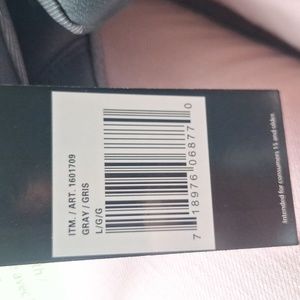 ITM. / ART. 1601709
GRAY / GRIS
L/G/G
7 18976 06877 0
Intended for consumers 15 and older.